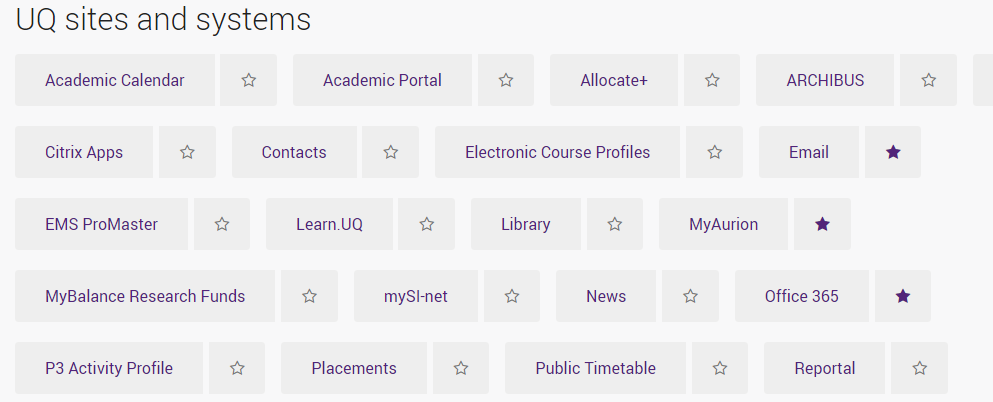 UQ sites and systems
Academic Calendar Academic Portal Allocate+ ARCHIBUS
Citrix Apps Contacts Electronic Course Profiles Email
EMS ProMaster Learn.UQ Library MyAurion
MyBalance Research Funds mySI-net News Office 365
P3 Activity Profile Placements Public Timetable Reportal